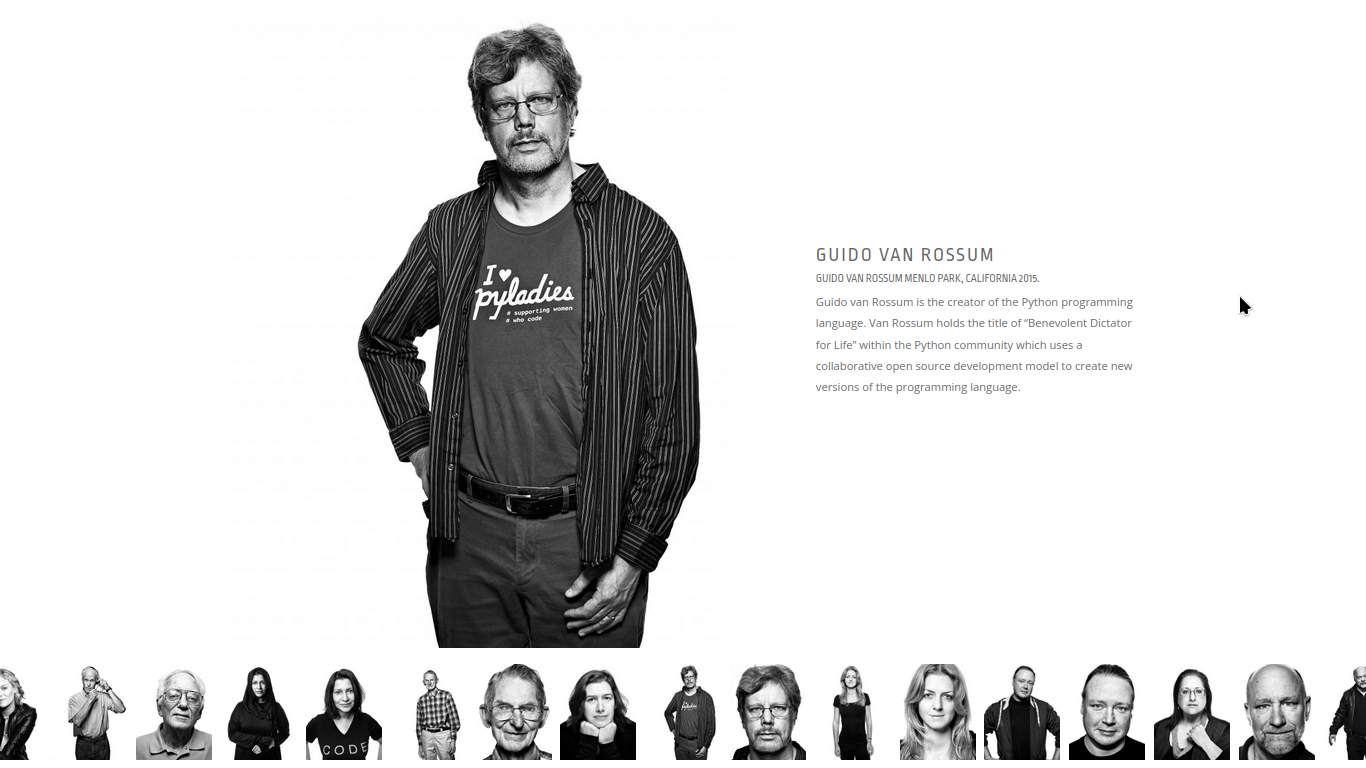 I ♥
pyladies
# supporting women
# who code
GUIDO VAN ROSSUM
GUIDO VAN ROSSUM MENLO PARK, CALIFORNIA 2015.
Guido van Rossum is the creator of the Python programming
language. Van Rossum holds the title of “Benevolent Dictator
for Life” within the Python community which uses a
collaborative open source development model to create new
versions of the programming language.
CODE